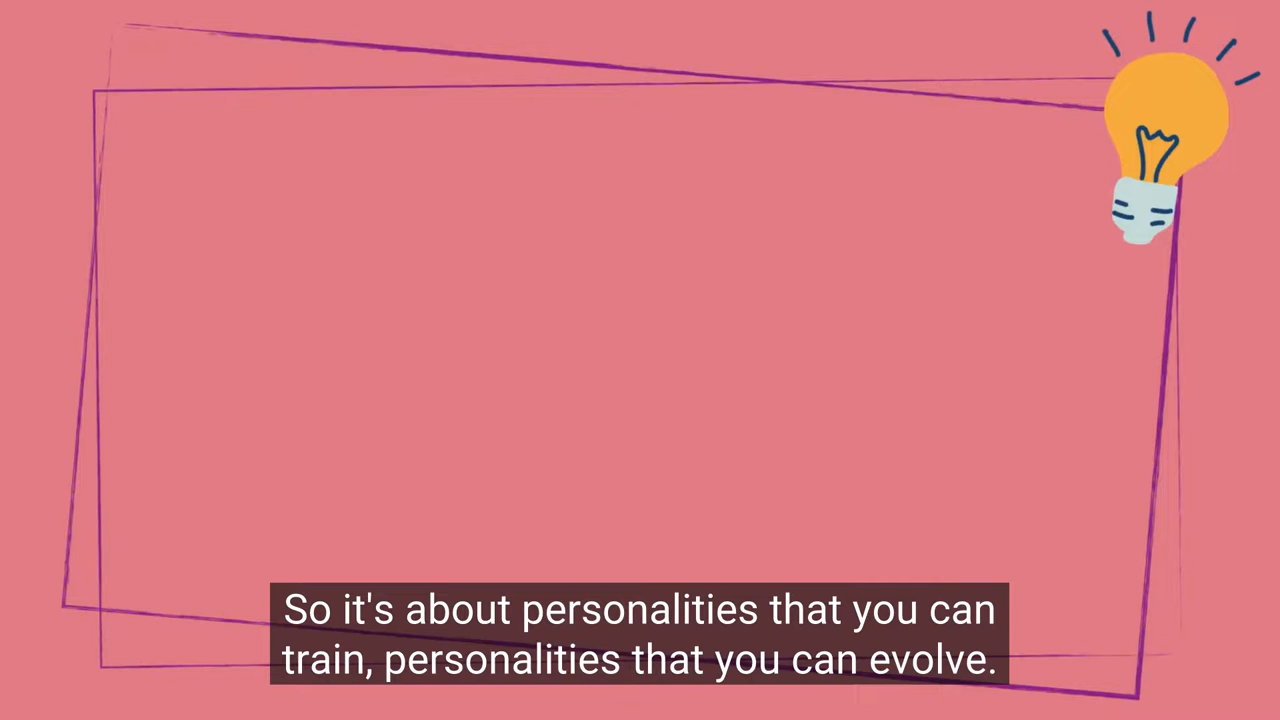 So it's about personalities that you can
train, personalities that you can evolve.